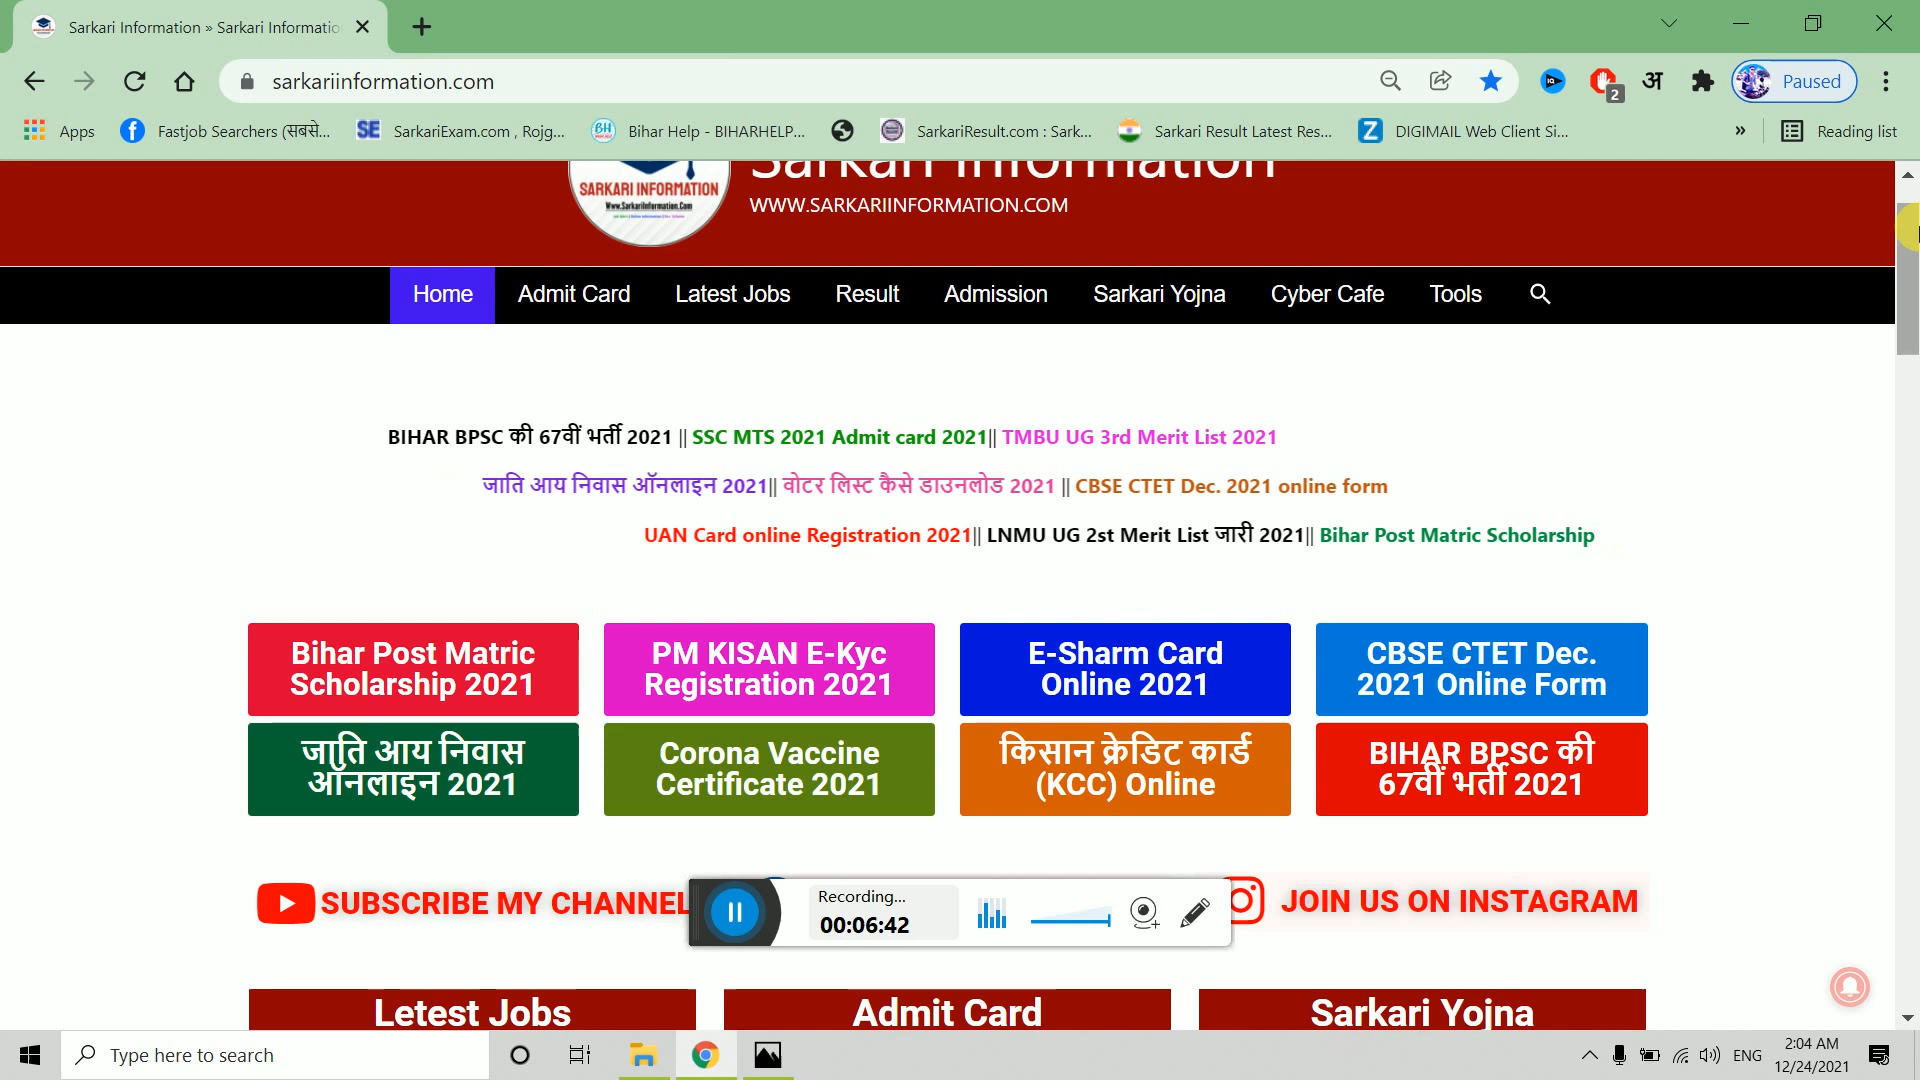 Sarkari Information » Sarkari Informatio
sarkariinformation.com
2
अ
Paused
Apps
Fastjob Searchers (सबसे...
SE
SarkariExam.com , Rojg...
BH
Bihar Help - BIHARHELP...
SarkariResult.com : Sark...
Sarkari Result Latest Res...
Z
DIGIMAIL Web Client Si...
»
Reading list
Sarkari Information
SARKARI INFORMATION
Www.SarkariInformation.Com
WWW.SARKARIINFORMATION.COM
Home
Admit Card
Latest Jobs
Result
Admission
Sarkari Yojna
Cyber Cafe
Tools
BIHAR BPSC की 67वीं भर्ती 2021 || SSC MTS 2021 Admit card 2021|| TMBU UG 3rd Merit List 2021
जाति आय निवास ऑनलाइन 2021|| वोटर लिस्ट कैसे डाउनलोड 2021 || CBSE CTET Dec. 2021 online form
UAN Card online Registration 2021|| LNMU UG 2st Merit List जारी 2021|| Bihar Post Matric Scholarship
Bihar Post Matric
Scholarship 2021
PM KISAN E-Kyc
Registration 2021
E-Sharm Card
Online 2021
CBSE CTET Dec.
2021 Online Form
जाति आय निवास
ऑनलाइन 2021
Corona Vaccine
Certificate 2021
किसान क्रेडिट कार्ड
(KCC) Online
BIHAR BPSC की
67वीं भर्ती 2021
SUBSCRIBE MY CHANNEL
Recording...
00:06:42
JOIN US ON INSTAGRAM
Letest Jobs
Admit Card
Sarkari Yojna
Type here to search
ENG
2:04 AM
12/24/2021